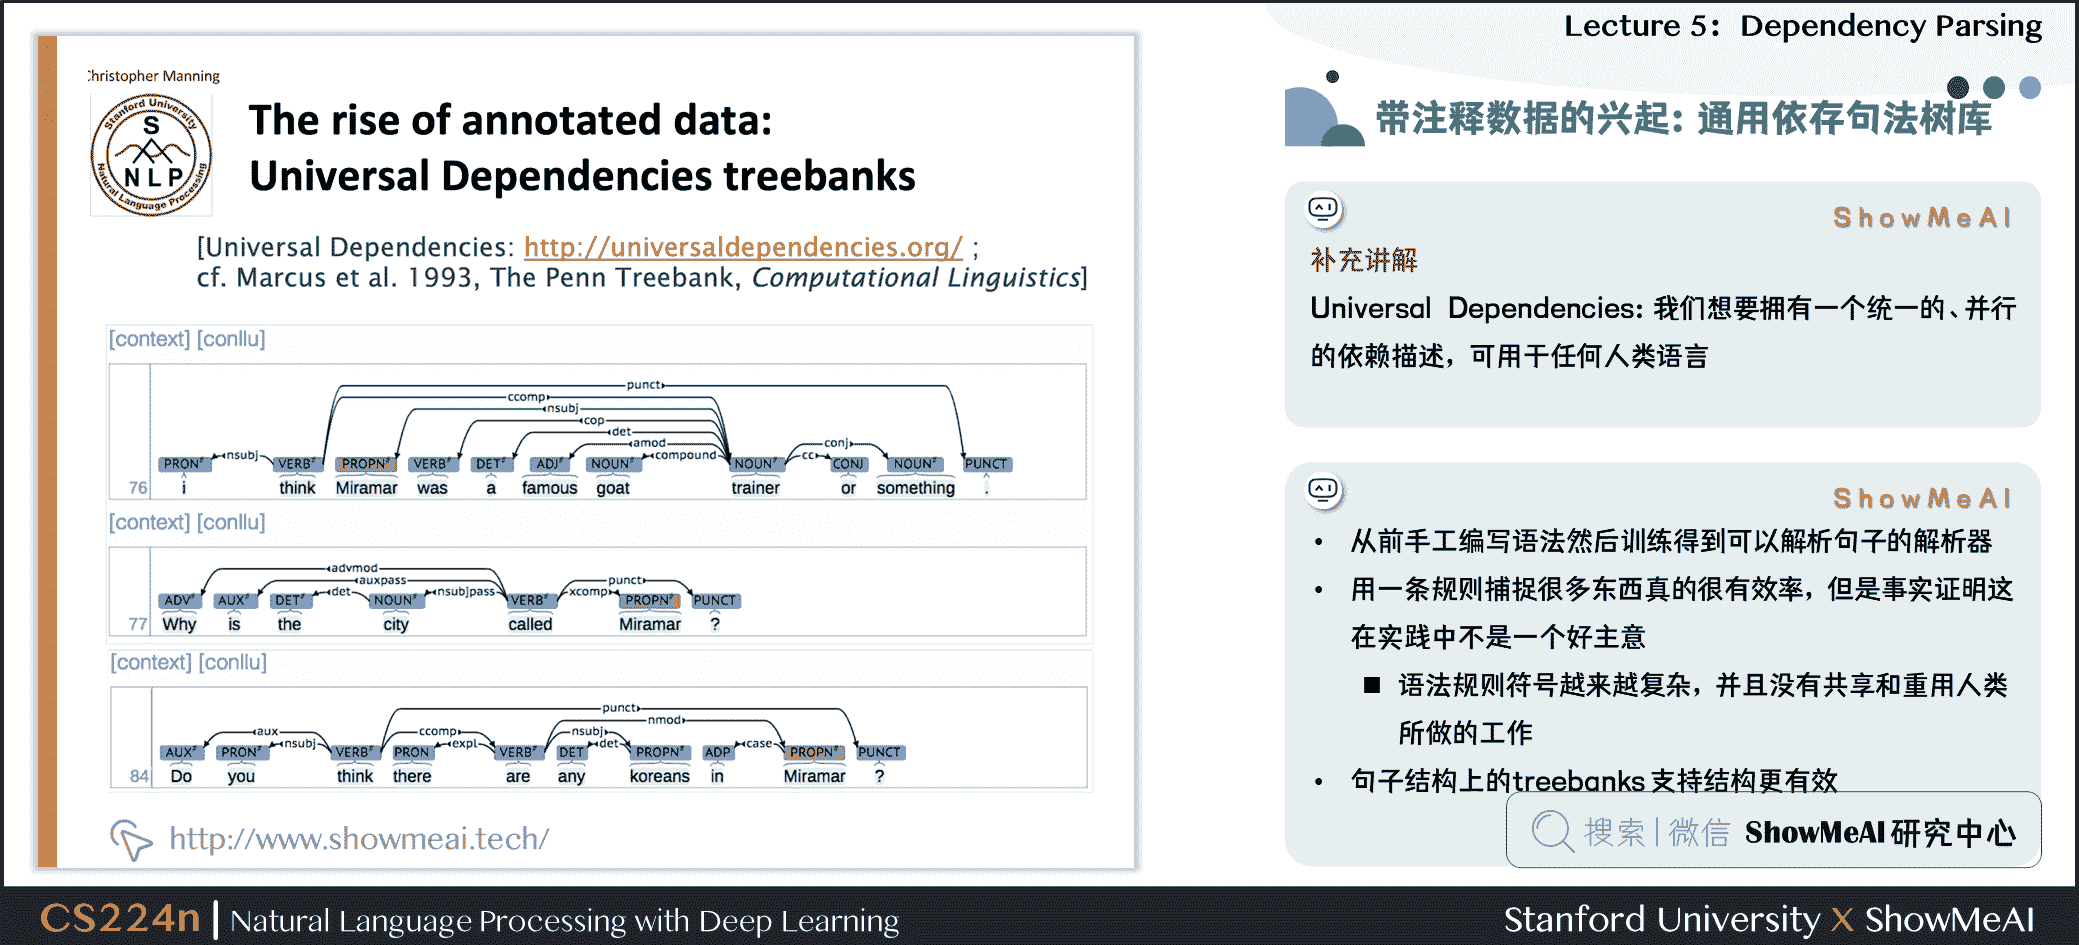 Lecture 5: Dependency Parsing
Christopher Manning
Stanford University
S
NLP
Natural Language Processing
The rise of annotated data:
Universal Dependencies treebanks
[Universal Dependencies: http://universaldependencies.org/ ;
cf. Marcus et al. 1993, The Penn Treebank, Computational Linguistics]
[context] [conllu]
punct
ccomp
nsubj
cop
det
amod
nsubj compound cc conj
PRON VERB PROPN VERB DET ADJ NOUN NOUN CONJ NOUN PUNCT
76 i think Miramar was a famous goat trainer or something .
[context] [conllu]
advmod
auxpass punct
det nsubjpass xcomp
ADV AUX DET NOUN VERB PROPN PUNCT
77 Why is the city called Miramar ?
[context] [conllu]
punct
nmod
aux ccomp nsubj
nsubj expl det case
AUX PRON VERB PRON VERB DET PROPN ADP PROPN PUNCT
84 Do you think there are any koreans in Miramar ?
http://www.showmeai.tech/
带注释数据的兴起: 通用依存句法树库
ShowMeAI
补充讲解
Universal Dependencies: 我们想要拥有一个统一的、并行
的依赖描述，可用于任何人类语言
ShowMeAI
• 从前手工编写语法然后训练得到可以解析句子的解析器
• 用一条规则捕捉很多东西真的很有效率，但是事实证明这
在实践中不是一个好主意
■ 语法规则符号越来越复杂，并且没有共享和重用人类
所做的工作
• 句子结构上的treebanks支持结构更有效
搜索|微信 ShowMeAI研究中心
CS224n | Natural Language Processing with Deep Learning
Stanford University X ShowMeAI